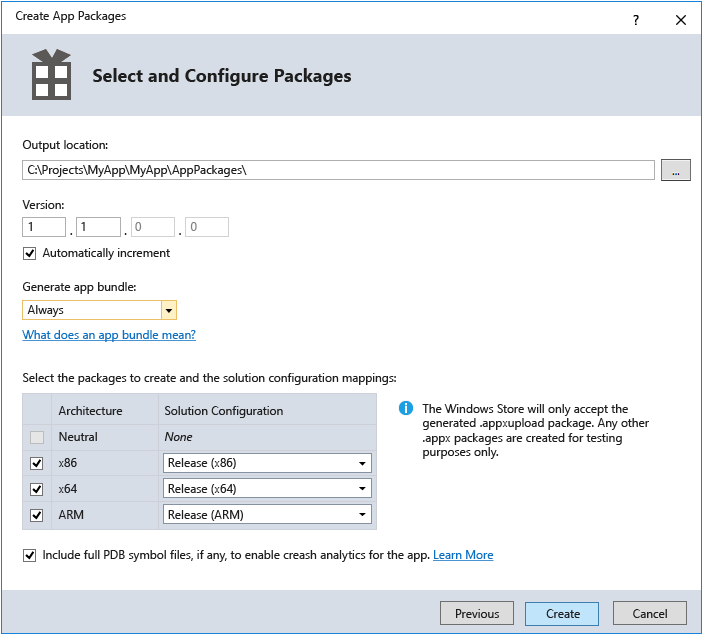 Create App Packages
?
Select and Configure Packages
Output location:
C:\Projects\MyApp\MyApp\AppPackages\
...
Version:
1 . 1 . 0 . 0
Automatically increment
Generate app bundle:
Always
What does an app bundle mean?
Select the packages to create and the solution configuration mappings:
Architecture Solution Configuration
Neutral None
x86 Release (x86)
x64 Release (x64)
ARM Release (ARM)
The Windows Store will only accept the
generated .appxupload package. Any other
.appx packages are created for testing
purposes only.
Include full PDB symbol files, if any, to enable creash analytics for the app. Learn More
Previous Create Cancel